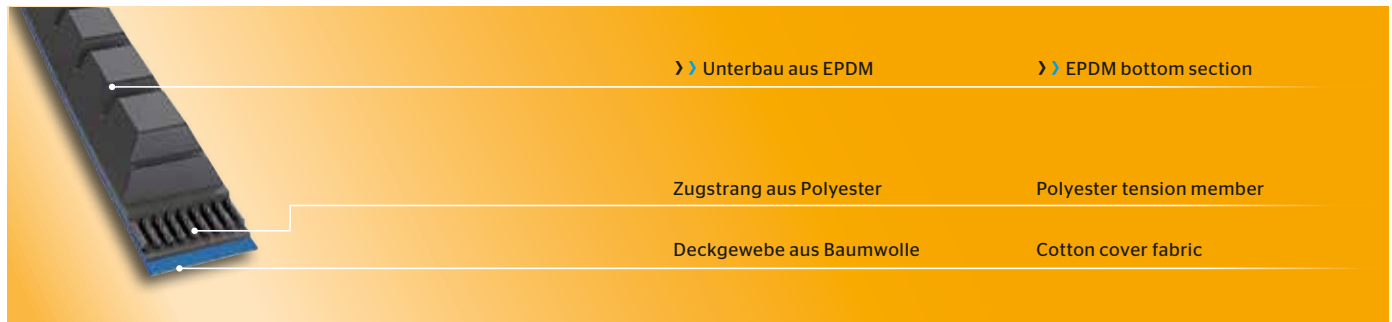 ❯❯ Unterbau aus EPDM ❯❯ EPDM bottom section
Zugstrang aus Polyester Polyester tension member
Deckgewebe aus Baumwolle Cotton cover fabric